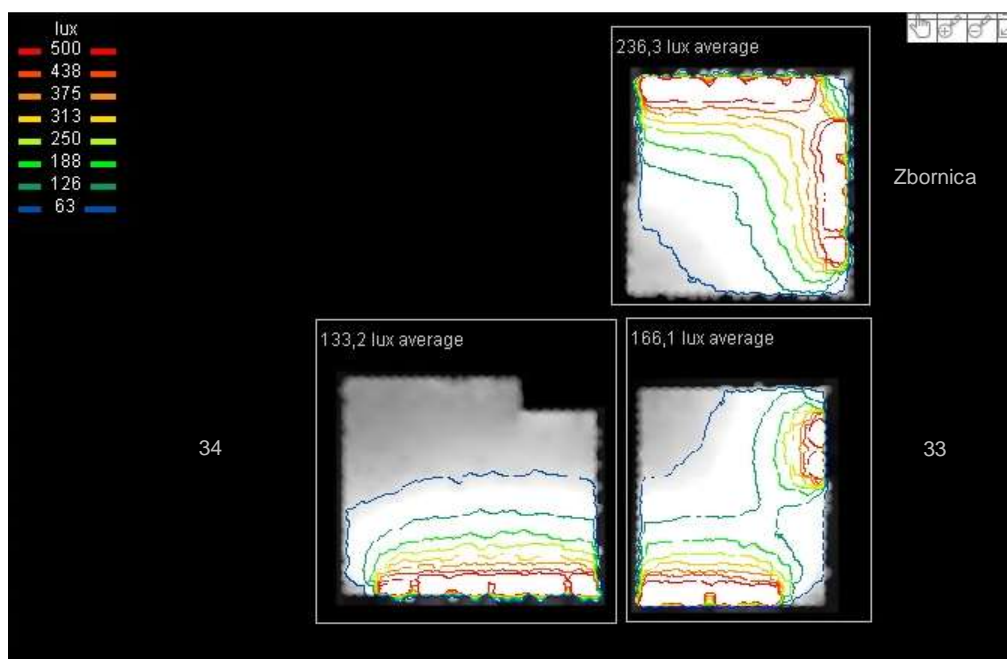 lux
500
438
375
313
250
188
126
63
236,3 lux average
Zbornica
133,2 lux average
166,1 lux average
34
33